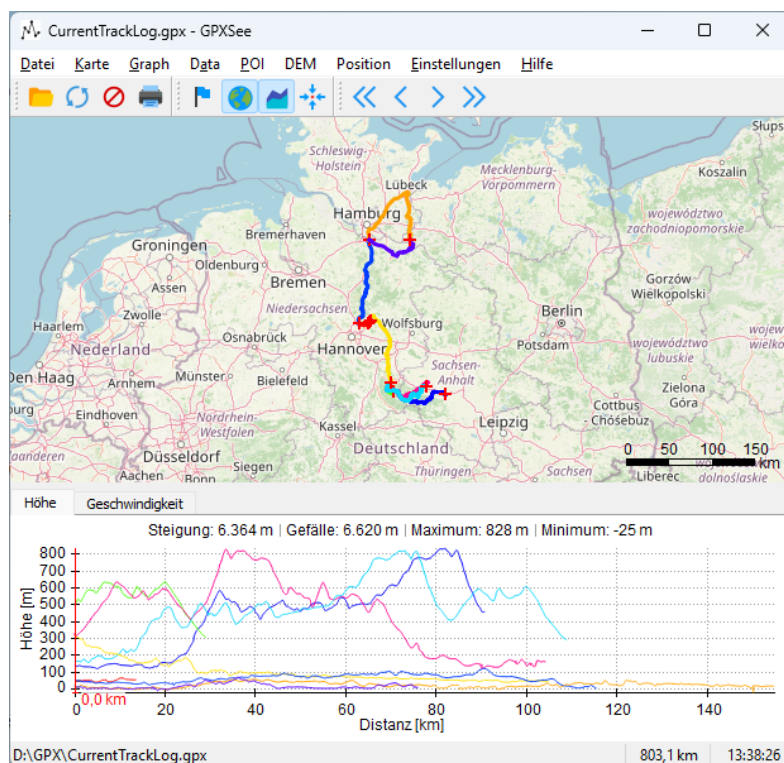 CurrentTrackLog.gpx - GPXSee
Datei Karte Graph Data POI DEM Position Einstellungen Hilfe
Słups
Schleswig-
Holstein
Koszalin
Mecklenburg-
Vorpommern
Lübeck
Hamburg
województwo
zachodniopomorskie
Bremerhaven
Groningen
Oldenburg
Assen
Bremen
Gorzów
Wielkopolski
Zwolle
Niedersachsen
Berlin
Haarlem
Wolfsburg
Osnabrück
Potsdam
województwo
lubuskie
Nederland
Hannover
Den Haag
Arnhem
Münster
Bielefeld
Sachsen-
Anhalt
Zielona
Góra
Eindhoven
Nordrhein-
Westfalen
Cottbus
- Chóśebuz
Kassel
Leipzig
Düsseldorf
Deutschland
Siegen
Thüringen
Sachsen
Aachen
Bonn
Liberec
dolnośląskie
0 50 100 150
km
Höhe Geschwindigkeit
Steigung: 6.364 m | Gefälle: 6.620 m | Maximum: 828 m | Minimum: -25 m
Höhe [m]
800
700
600
500
400
300
200
100
0
0 20 40 60 80 100 120 140
0,0 km
Distanz [km]
D:\GPX\CurrentTrackLog.gpx 803,1 km 13:38:26